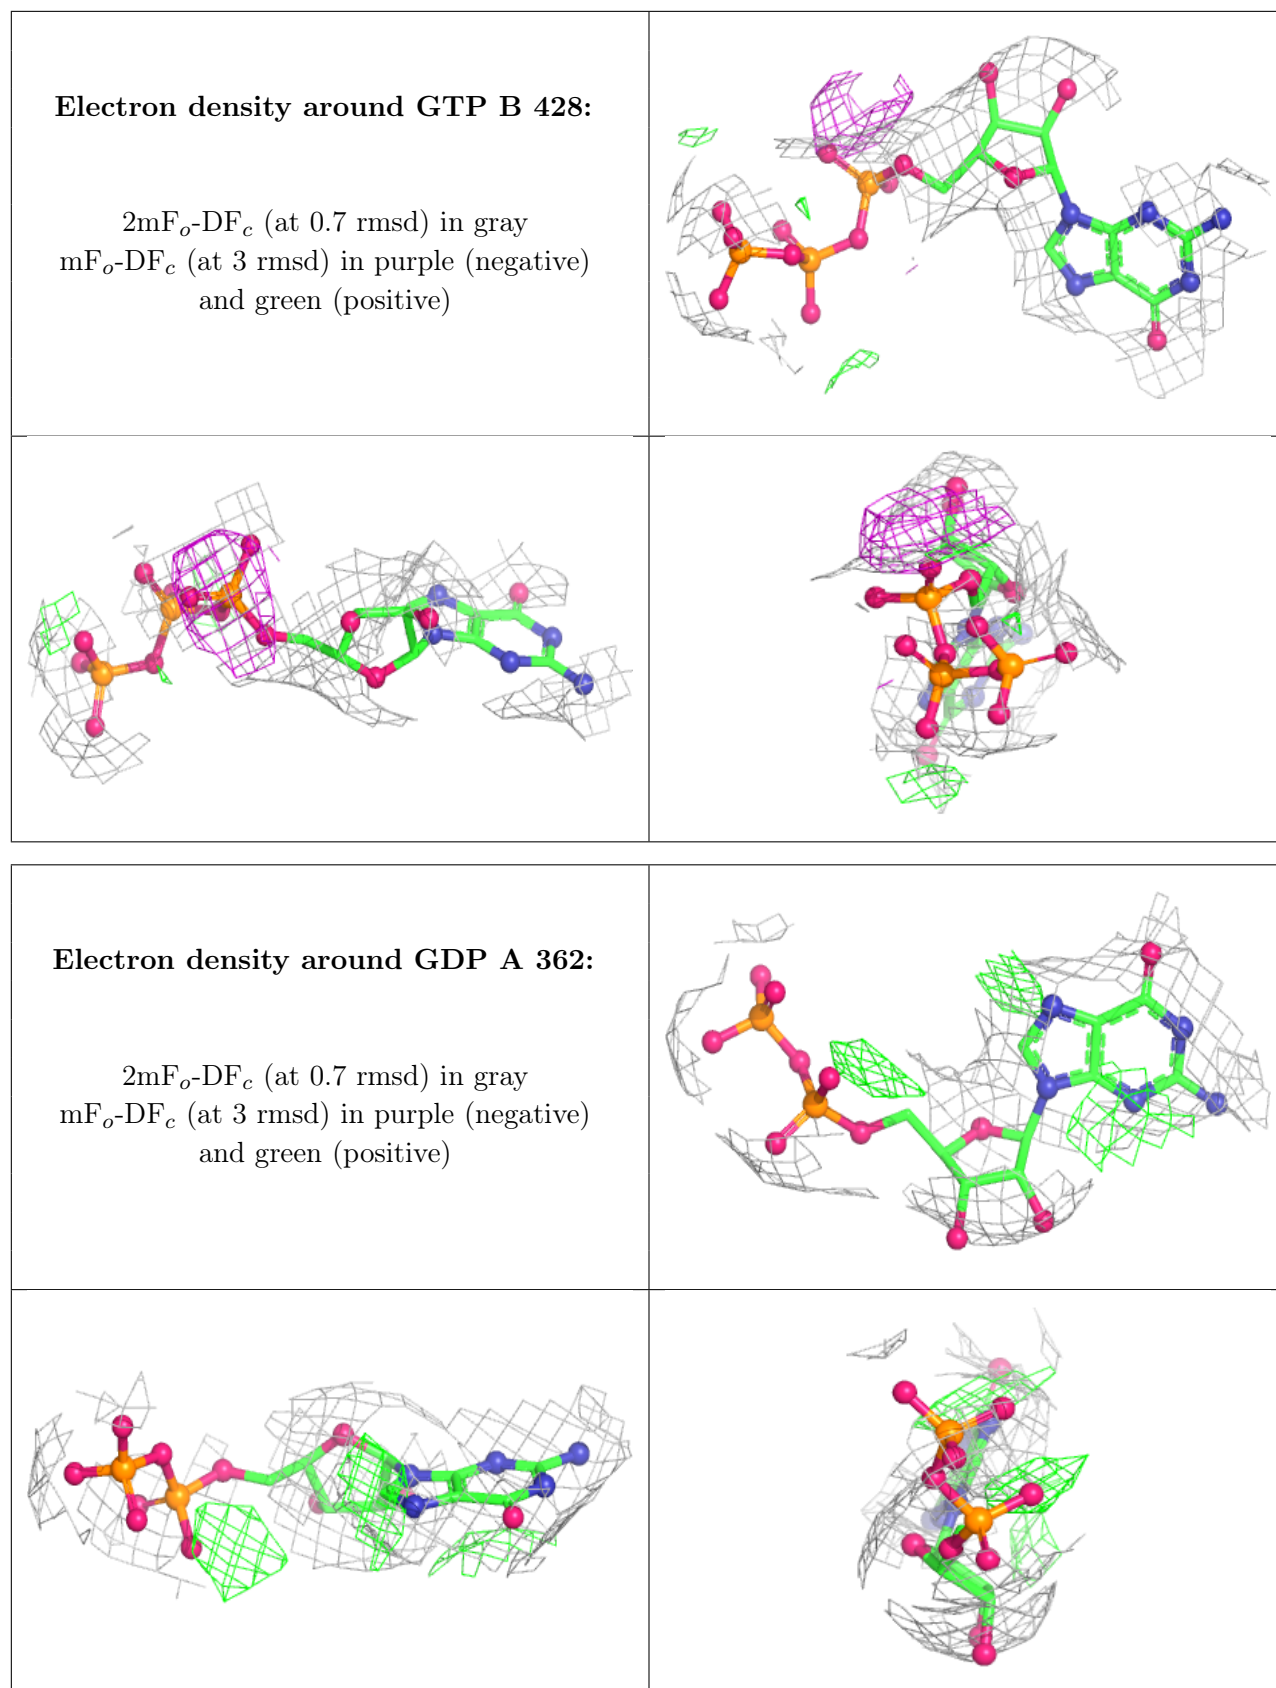 Electron density around GTP B 428:
2mFo-DFc (at 0.7 rmsd) in gray
mFo-DFc (at 3 rmsd) in purple (negative)
and green (positive)
Electron density around GDP A 362:
2mFo-DFc (at 0.7 rmsd) in gray
mFo-DFc (at 3 rmsd) in purple (negative)
and green (positive)